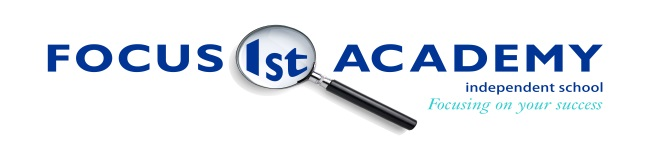 FOCUS 1st ACADEMY
independent school
Focusing on your success